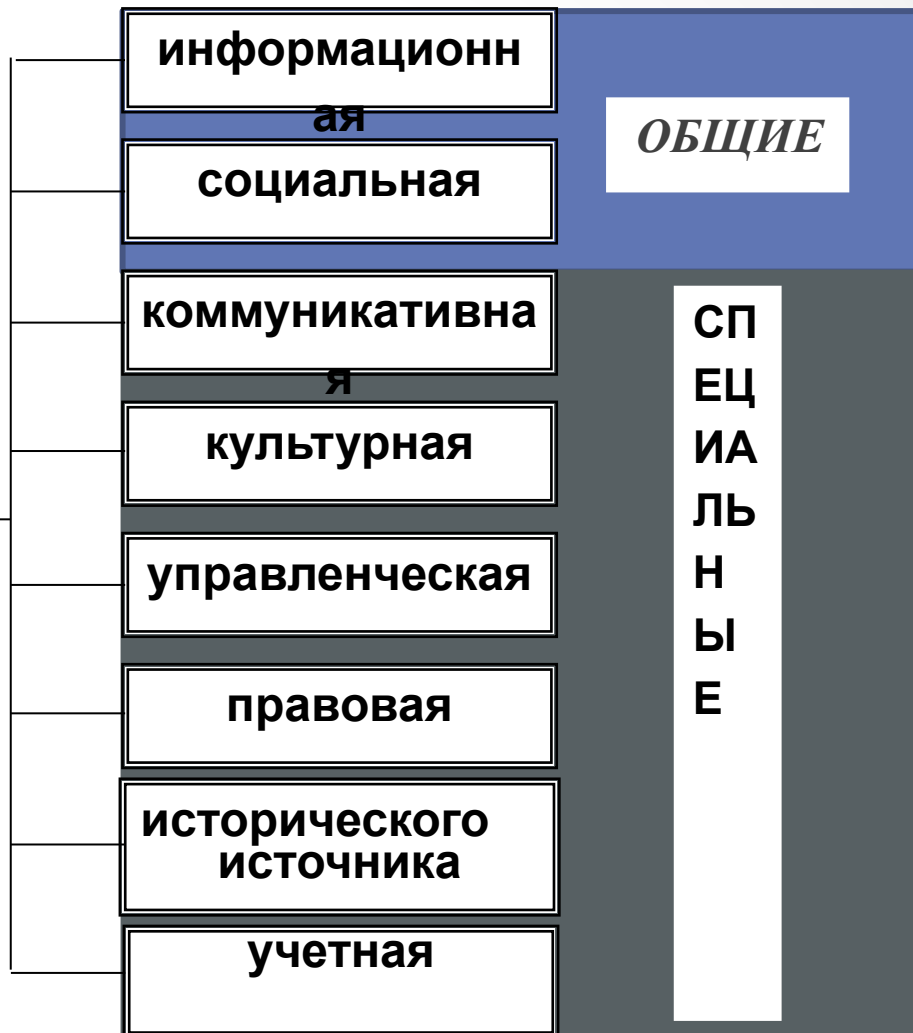 информационн
ая
ОБЩИЕ
социальная
коммуникативна
я
культурная
управленческая
правовая
исторического
источника
учетная
СП
ЕЦ
ИА
ЛЬ
Н
Ы
Е